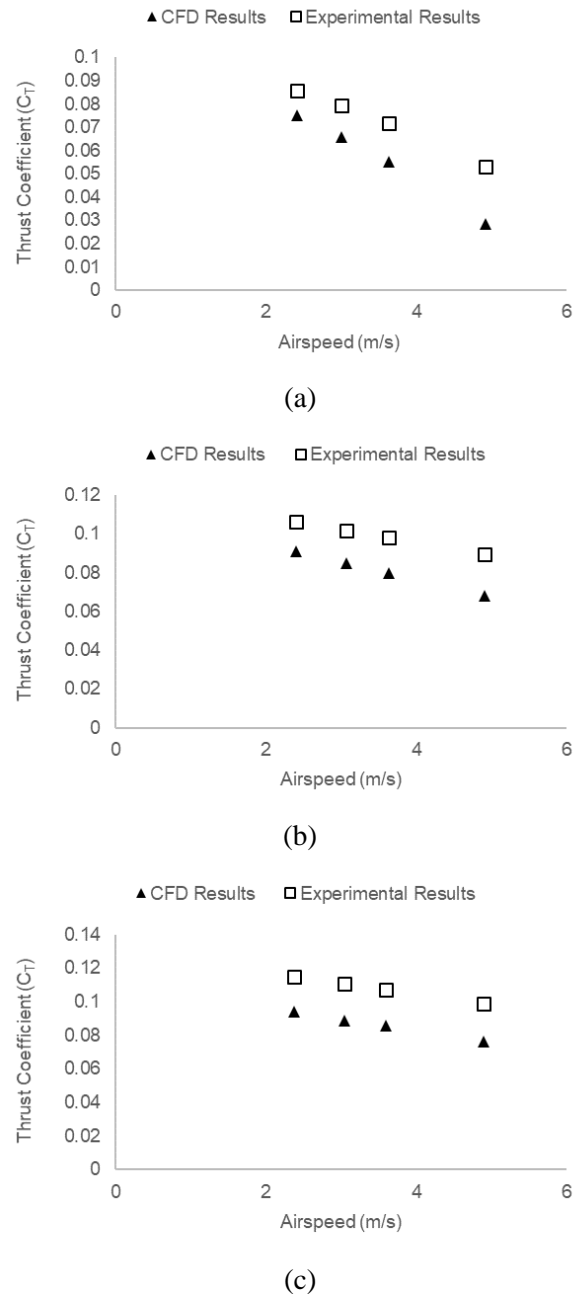 ▲ CFD Results □ Experimental Results
Thrust Coefficient (C_T)
0.1
0.09
0.08
0.07
0.06
0.05
0.04
0.03
0.02
0.01
0
0 2 4 6
Airspeed (m/s)
(a)
▲ CFD Results □ Experimental Results
Thrust Coefficient (C_T)
0.12
0.1
0.08
0.06
0.04
0.02
0
0 2 4 6
Airspeed (m/s)
(b)
▲ CFD Results □ Experimental Results
Thrust Coefficient (C_T)
0.14
0.12
0.1
0.08
0.06
0.04
0.02
0
0 2 4 6
Airspeed (m/s)
(c)